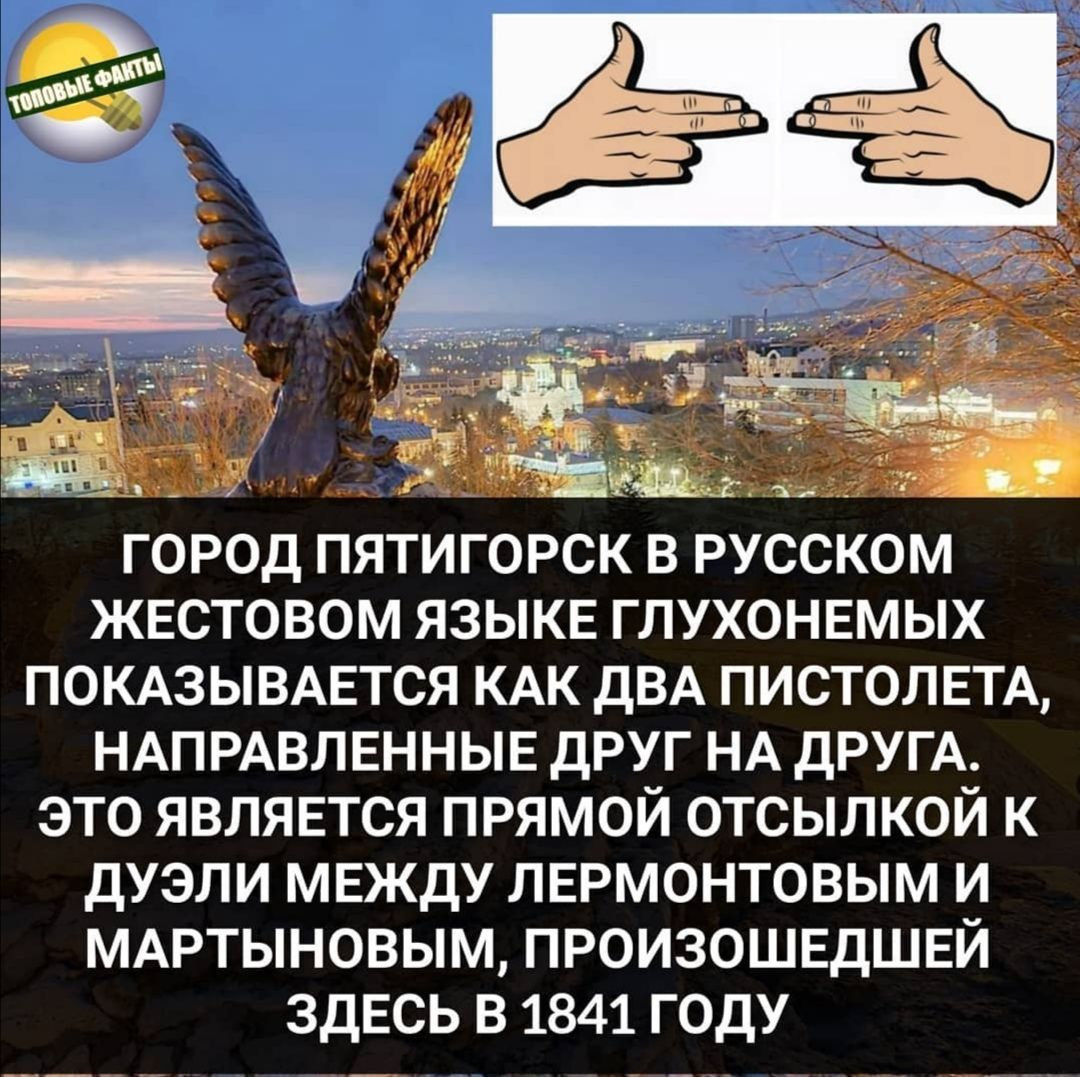 ТОПОВЫЕ ФАКТЫ
ГОРОД ПЯТИГОРСК В РУССКОМ
ЖЕСТОВОМ ЯЗЫКЕ ГЛУХОНЕМЫХ
ПОКАЗЫВАЕТСЯ КАК ДВА ПИСТОЛЕТА,
НАПРАВЛЕННЫЕ ДРУГ НА ДРУГА.
ЭТО ЯВЛЯЕТСЯ ПРЯМОЙ ОТСЫЛКОЙ К
ДУЭЛИ МЕЖДУ ЛЕРМОНТОВЫМ И
МАРТЫНОВЫМ, ПРОИЗОШЕДШЕЙ
ЗДЕСЬ В 1841 ГОДУ